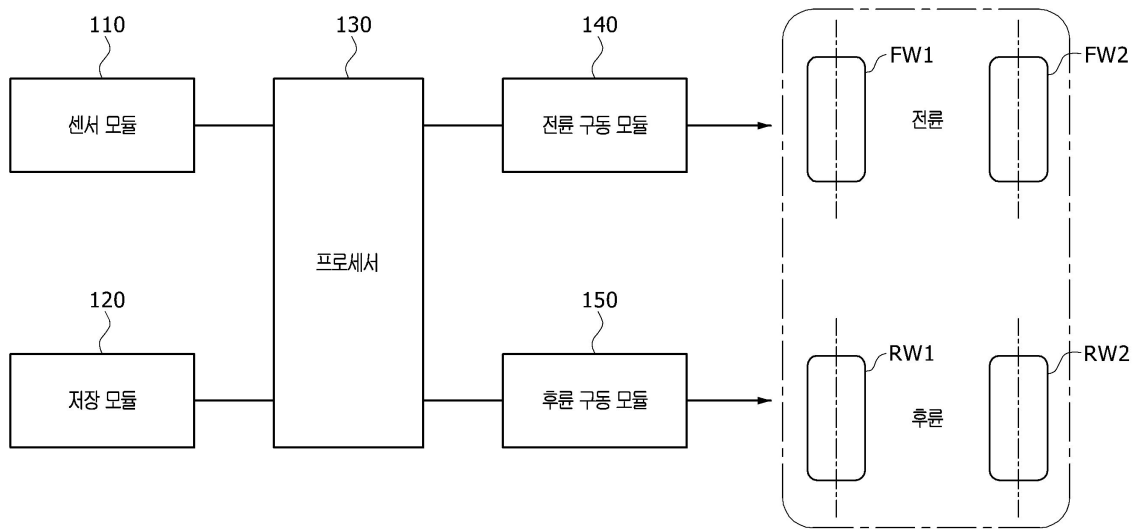 110
130
140
FW1
FW2
센서 모듈
전륜 구동 모듈
전륜
프로세서
120
150
RW1
RW2
저장 모듈
후륜 구동 모듈
후륜